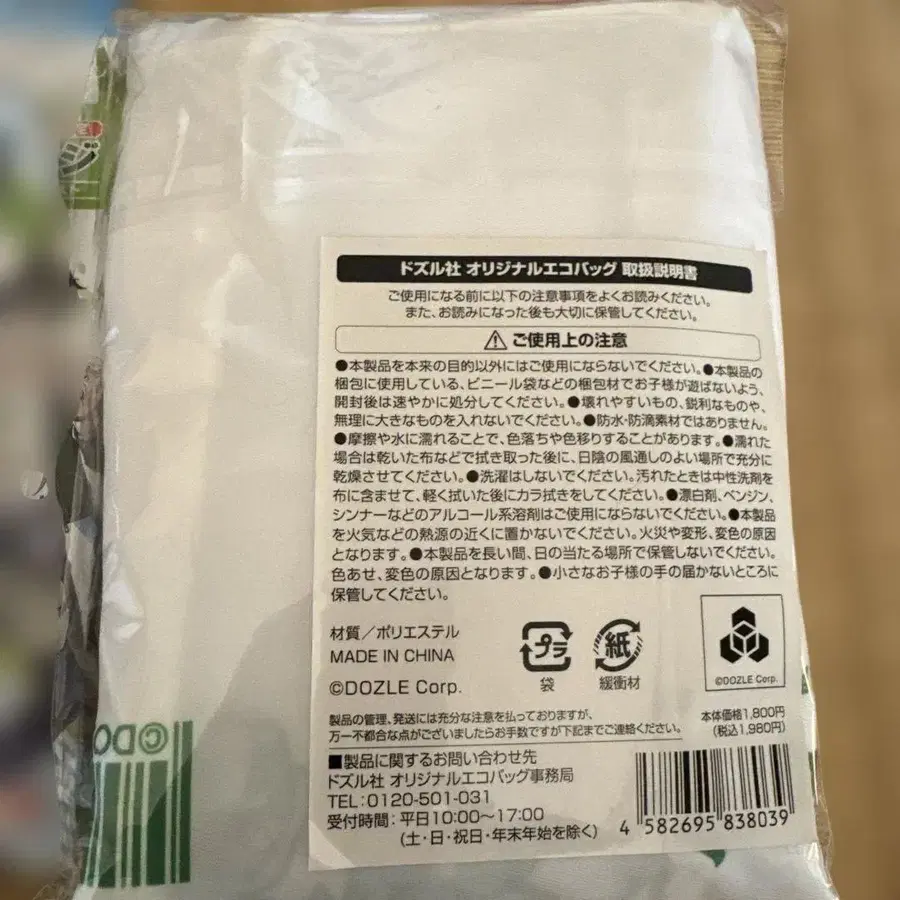 ジ
ドズル社 オリジナルエコバッグ 取扱説明書
ご使用になる前に以下の注意事項をよくお読みください。
また、お読みになった後も大切に保管してください。
⚠ ご使用上の注意
●本製品を本来の目的以外にはご使用にならないでください。●本製品の
梱包に使用している、ビニール袋などの梱包材でお子様が遊ばないよう、
開封後は速やかに処分してください。●壊れやすいもの、鋭利なものや、
無理に大きなものを入れないでください。●防水・防滴素材ではありません。
●摩擦や水に濡れることで、色落ちや色移りすることがあります。●濡れた
場合は乾いた布などで拭き取った後に、日陰の風通しのよい場所で充分に
乾燥させてください。●洗濯はしないでください。汚れたときは中性洗剤を
布に含ませて、軽く拭いた後にカラ拭きをしてください。●漂白剤、ベンジン、
シンナーなどのアルコール系溶剤はご使用にならないでください。●本製品
を火気などの熱源の近くに置かないでください。火災や変形、変色の原因
となります。●本製品を長い間、日の当たる場所で保管しないでください。
色あせ、変色の原因となります。●小さなお子様の手の届かないところに
保管してください。
材質／ポリエステル
MADE IN CHINA
©DOZLE Corp.
プラ
袋
紙
緩衝材
©DOZLE Corp.
製品の管理、発送には充分な注意を払っておりますが、
万一不都合な点がございましたらお手数ですが下記までご連絡ください。
本体価格1,800円
(税込1,980円)
■製品に関するお問い合わせ先
ドズル社 オリジナルエコバッグ事務局
TEL:0120-501-031
受付時間：平日10:00〜17:00
(土・日・祝日・年末年始を除く)
4 582695 838039
©DO